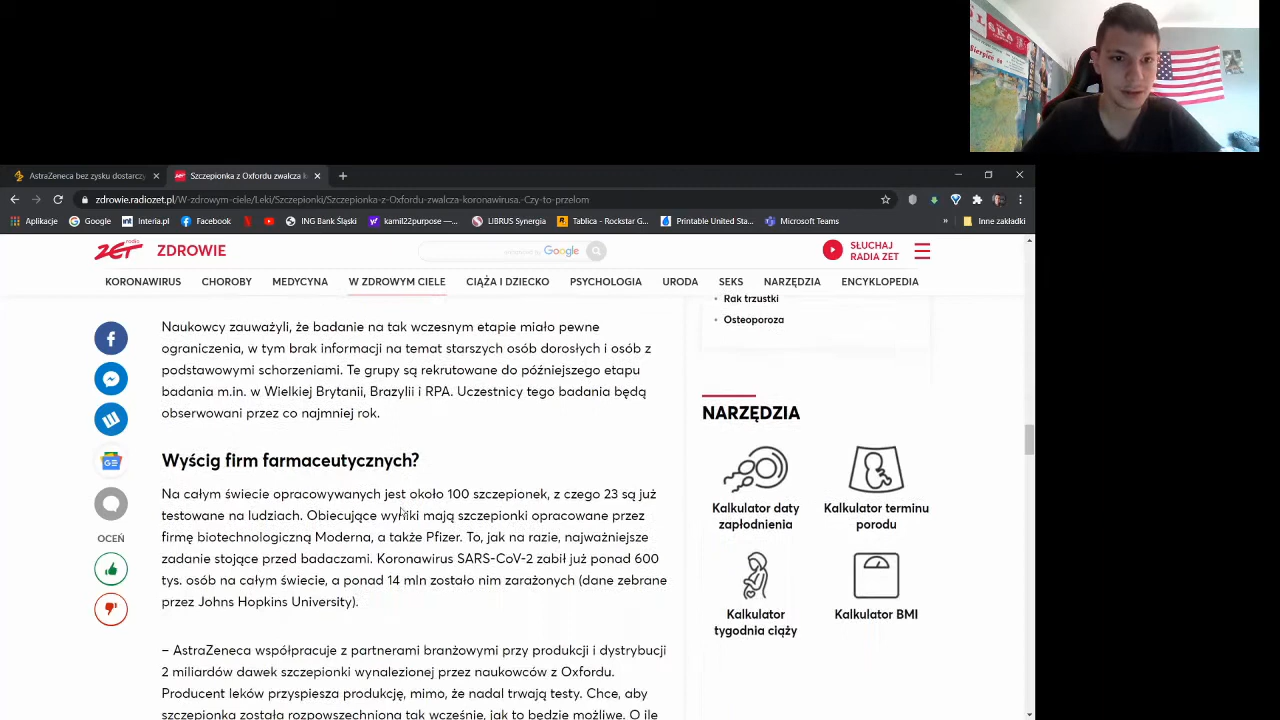 AstraZeneca bez zysku dostarczy
Szczepionka z Oxfordu zwalcza k
zdrowie.radiozet.pl/W-zdrowym-ciele/Leki/Szczepionki/Szczepionka-z-Oxfordu-zwalcza-koronawirusa.-Czy-to-przelom
Aplikacje Google Interia.pl Facebook ING Bank Śląski kamil22purpose —... LIBRUS Synergia Tablica - Rockstar G... Printable United Sta... Microsoft Teams » Inne zakładki
radio ZET ZDROWIE Google SŁUCHAJ
RADIA ZET
KORONAWIRUS CHOROBY MEDYCYNA W ZDROWYM CIELE CIĄŻA I DZIECKO PSYCHOLOGIA URODA SEKS NARZĘDZIA ENCYKLOPEDIA
Naukowcy zauważyli, że badanie na tak wczesnym etapie miało pewne
ograniczenia, w tym brak informacji na temat starszych osób dorosłych i osób z
podstawowymi schorzeniami. Te grupy są rekrutowane do późniejszego etapu
badania m.in. w Wielkiej Brytanii, Brazylii i RPA. Uczestnicy tego badania będą
obserwowani przez co najmniej rok.
Wyścig firm farmaceutycznych?
Na całym świecie opracowywanych jest około 100 szczepionek, z czego 23 są już
testowane na ludziach. Obiecujące wyniki mają szczepionki opracowane przez
firmę biotechnologiczną Moderna, a także Pfizer. To, jak na razie, najważniejsze
zadanie stojące przed badaczami. Koronawirus SARS-CoV-2 zabił już ponad 600
tys. osób na całym świecie, a ponad 14 mln zostało nim zarażonych (dane zebrane
przez Johns Hopkins University).
– AstraZeneca współpracuje z partnerami branżowymi przy produkcji i dystrybucji
2 miliardów dawek szczepionki wynalezionej przez naukowców z Oxfordu.
Producent leków przyspiesza produkcję, mimo, że nadal trwają testy. Chce, aby
szczepionka została rozpowszechniona tak wcześnie, jak to będzie możliwe. O ile
GE
OCEŃ
Rak trzustki
Osteoporoza
NARZĘDZIA
Kalkulator daty
zapłodnienia
Kalkulator terminu
porodu
Kalkulator
tygodnia ciąży
Kalkulator BMI